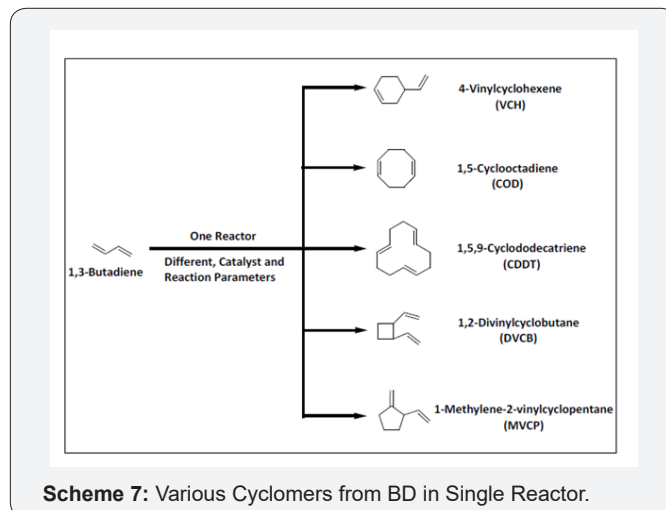 4-Vinylcyclohexene
(VCH)
1,5-Cyclooctadiene
(COD)
One Reactor
1,3-Butadiene
Different, Catalyst and
Reaction Parameters
1,5,9-Cyclododecatriene
(CDDT)
1,2-Divinylcyclobutane
(DVCB)
1-Methylene-2-vinylcyclopentane
(MVCP)
Scheme 7: Various Cyclomers from BD in Single Reactor.